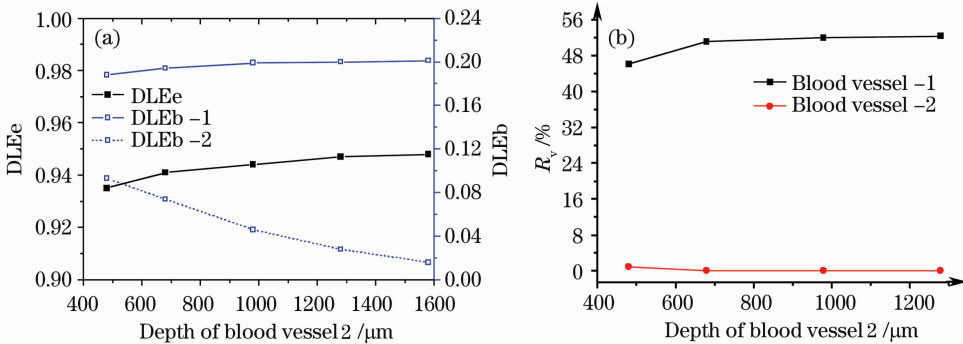 (a)
1.00
0.98
0.96
0.94
0.92
0.90
DLEe
DLEe
DLEb –1
DLEb –2
0.24
0.20
0.16
0.12
0.08
0.04
0.00
DLEb
400 600 800 1000 1200 1400 1600
Depth of blood vessel 2 /μm
(b)
56
48
40
32
24
16
8
0
Rv/%
Blood vessel –1
Blood vessel –2
400 600 800 1000 1200
Depth of blood vessel 2 /μm